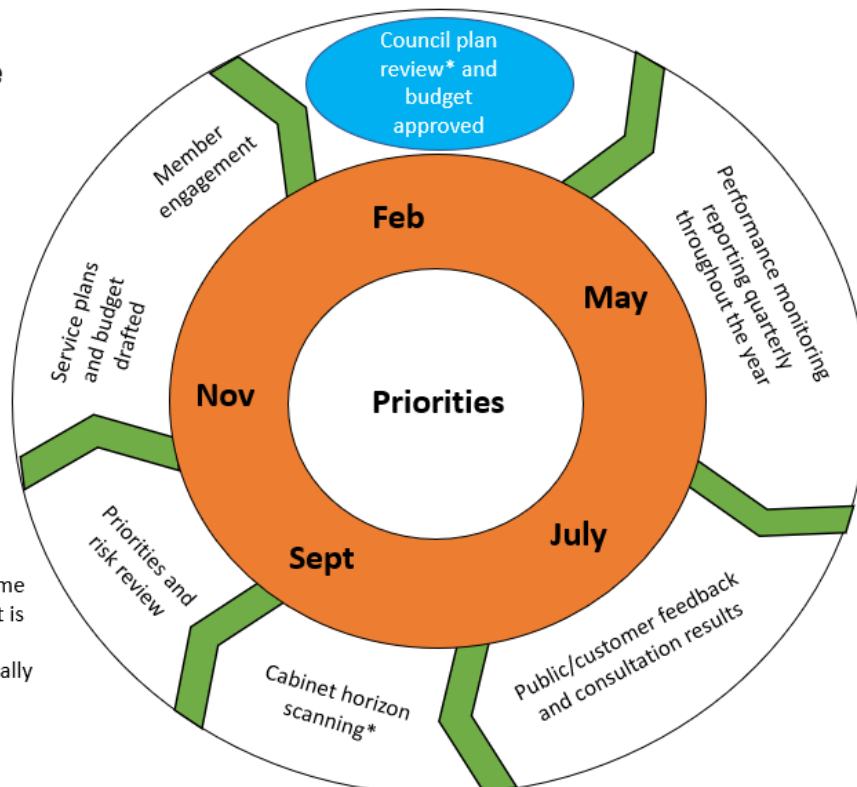 Council plan
review* and
budget
approved
Member
engagement
Performance monitoring
reporting quarterly
throughout the year
Feb
May
Service plans
and budget
drafted
Nov
Priorities
July
Sept
Priorities and
risk review
Public/customer feedback
and consultation results
Cabinet horizon
scanning*
is